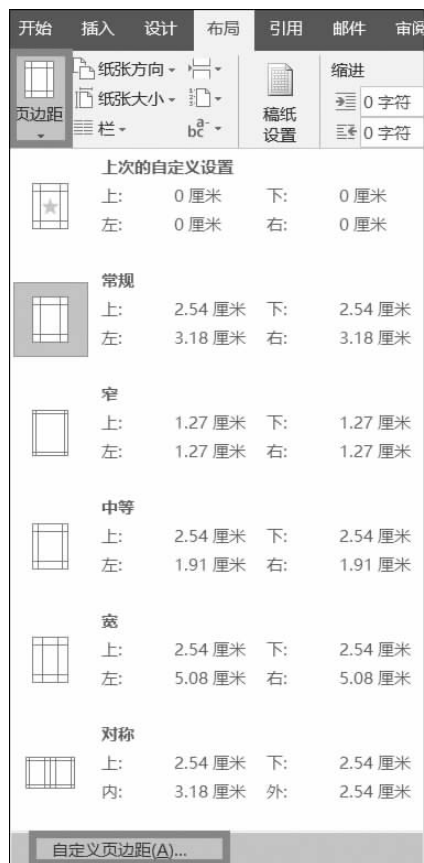 开始 插入 设计 布局 引用 邮件 审阅
页边距 纸张方向 纸张大小 栏 稿纸设置 缩进 0 字符 0 字符
上次的自定义设置
上: 0 厘米 下: 0 厘米
左: 0 厘米 右: 0 厘米
常规
上: 2.54 厘米 下: 2.54 厘米
左: 3.18 厘米 右: 3.18 厘米
窄
上: 1.27 厘米 下: 1.27 厘米
左: 1.27 厘米 右: 1.27 厘米
中等
上: 2.54 厘米 下: 2.54 厘米
左: 1.91 厘米 右: 1.91 厘米
宽
上: 2.54 厘米 下: 2.54 厘米
左: 5.08 厘米 右: 5.08 厘米
对称
上: 2.54 厘米 下: 2.54 厘米
内: 3.18 厘米 外: 2.54 厘米
自定义页边距(A)...